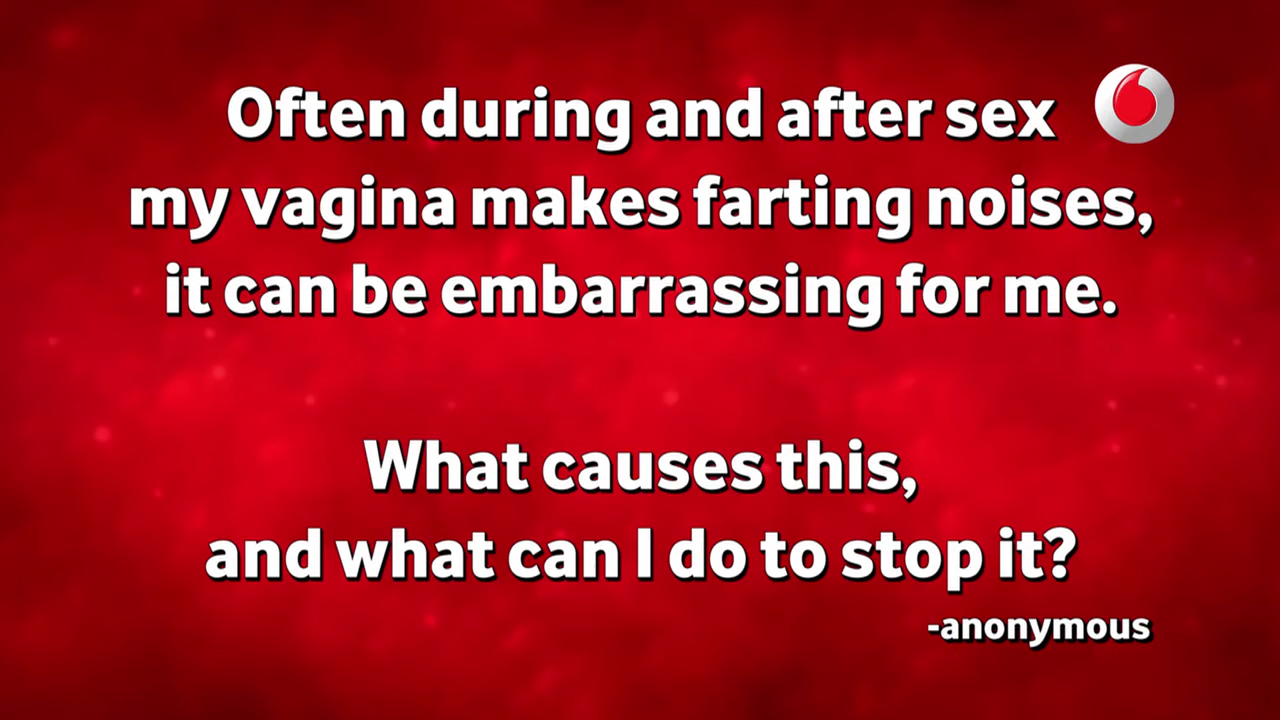 Often during and after sex
my vagina makes farting noises,
it can be embarrassing for me.
What causes this,
and what can I do to stop it?
-anonymous